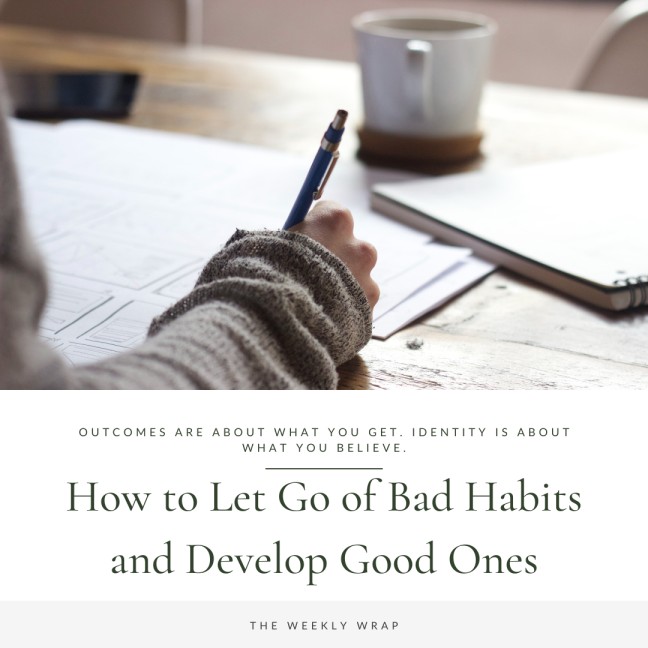 OUTCOMES ARE ABOUT WHAT YOU GET. IDENTITY IS ABOUT
WHAT YOU BELIEVE.
How to Let Go of Bad Habits
and Develop Good Ones
THE WEEKLY WRAP